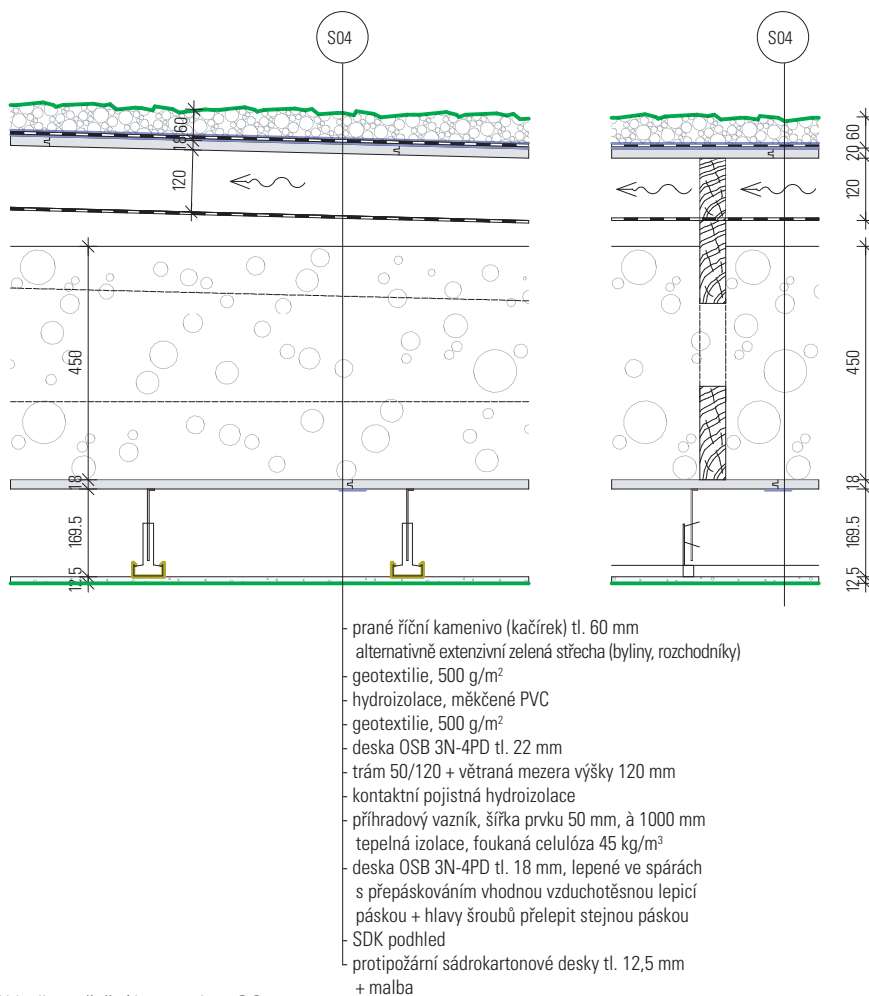 S04
S04
18 60
120
450
18
169.5
12.5
20 60
120
450
18
169.5
12.5
- prané říční kamenivo (kačírek) tl. 60 mm
alternativně extenzivní zelená střecha (byliny, rozchodníky)
- geotextilie, 500 g/m²
- hydroizolace, měkčené PVC
- geotextilie, 500 g/m²
- deska OSB 3N-4PD tl. 22 mm
- trám 50/120 + větraná mezera výšky 120 mm
- kontaktní pojistná hydroizolace
- příhradový vazník, šířka prvku 50 mm, à 1000 mm
tepelná izolace, foukaná celulóza 45 kg/m³
- deska OSB 3N-4PD tl. 18 mm, lepené ve spárách
s přepáskováním vhodnou vzduchotěsnou lepicí
páskou + hlavy šroubů přelepit stejnou páskou
- SDK podhled
- protipožární sádrokartonové desky tl. 12,5 mm
+ malba